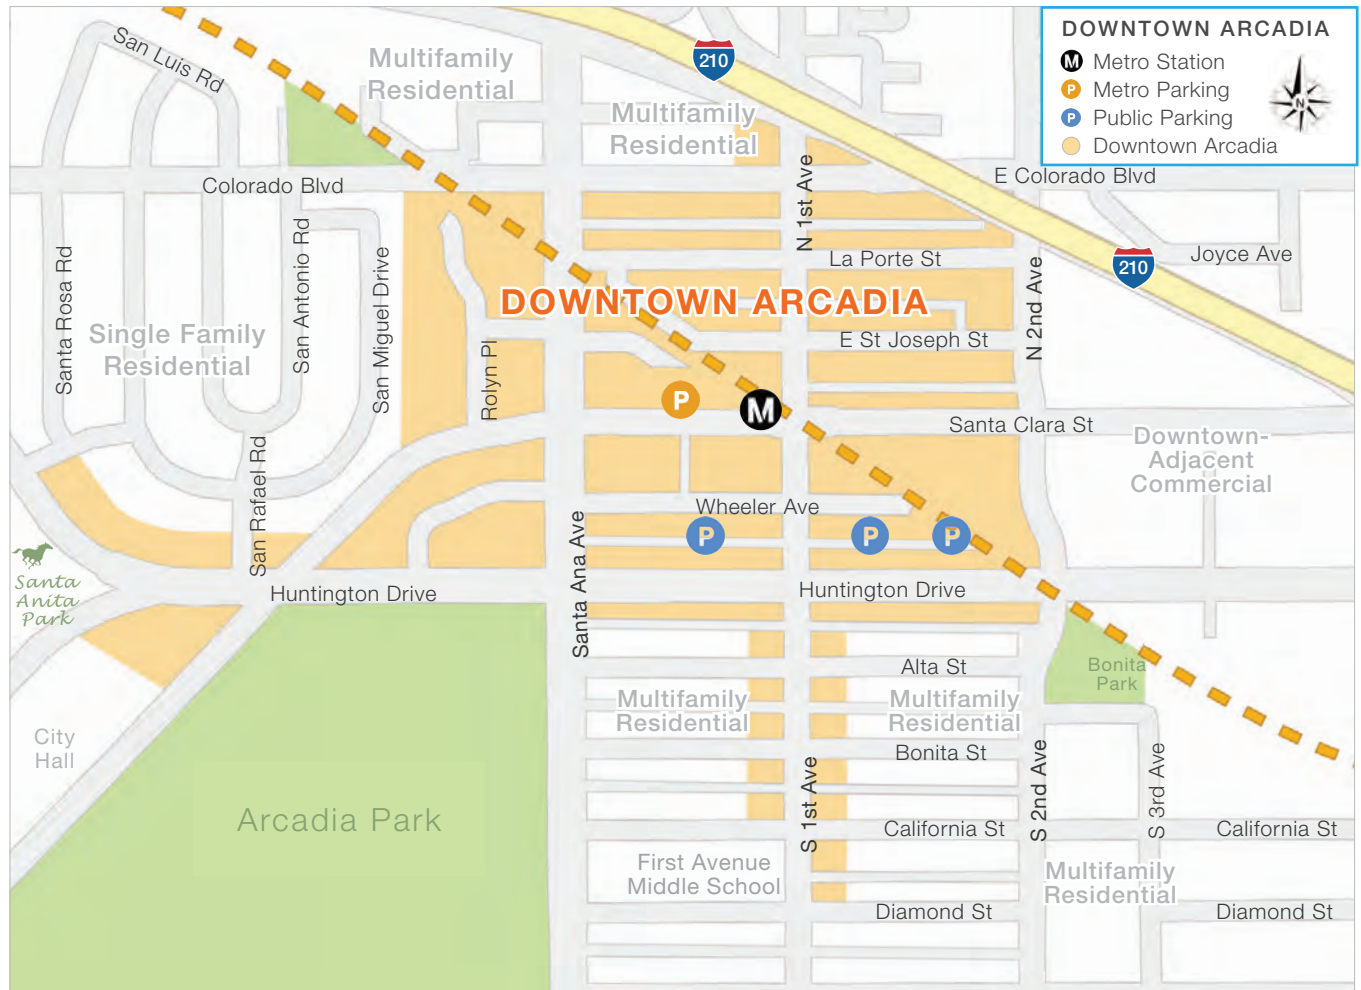 DOWNTOWN ARCADIA
M Metro Station
P Metro Parking
P Public Parking
Downtown Arcadia
N
San Luis Rd
Multifamily
Residential
210
Multifamily
Residential
Colorado Blvd
E Colorado Blvd
N 1st Ave
Santa Rosa Rd
San Antonio Rd
San Miguel Drive
La Porte St
N 2nd Ave
Joyce Ave
210
DOWNTOWN ARCADIA
Single Family
Residential
Rolyn Pl
E St Joseph St
P
M
Santa Clara St
Downtown-
Adjacent
Commercial
San Rafael Rd
Wheeler Ave
P
P
P
Santa
Anita
Park
Huntington Drive
Santa Ana Ave
Huntington Drive
Alta St
Bonita
Park
Multifamily
Residential
Multifamily
Residential
City
Hall
Bonita St
S 1st Ave
S 2nd Ave
S 3rd Ave
Arcadia Park
California St
California St
First Avenue
Middle School
Multifamily
Residential
Diamond St
Diamond St